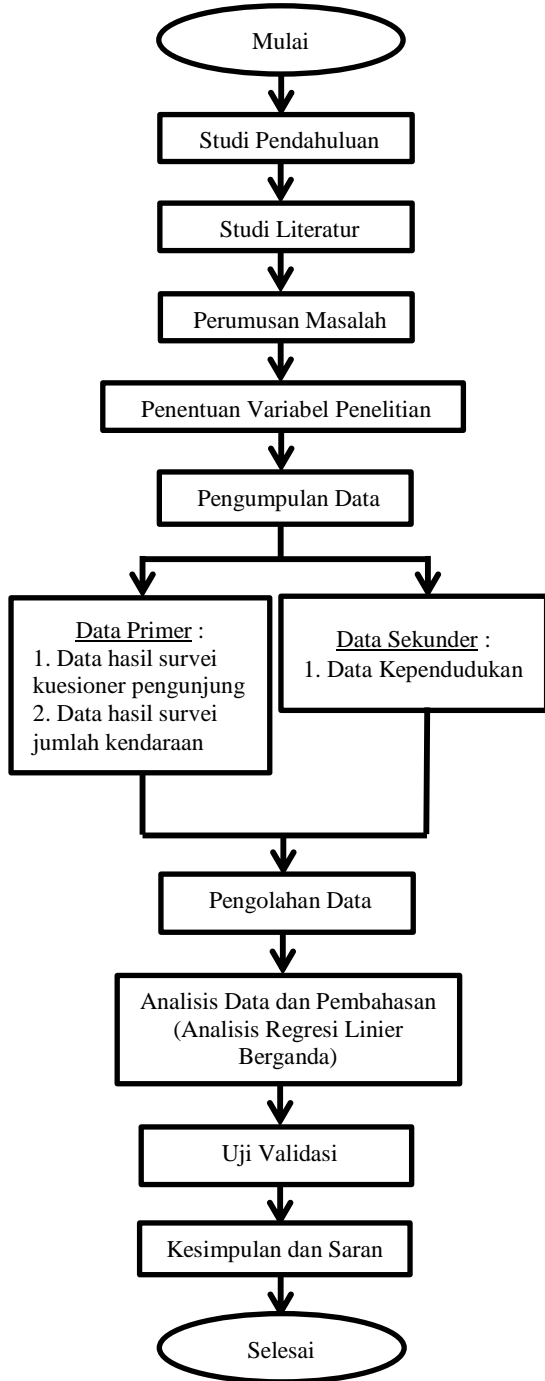 Mulai
Studi Pendahuluan
Studi Literatur
Perumusan Masalah
Penentuan Variabel Penelitian
Pengumpulan Data
Data Primer :
1. Data hasil survei
kuesioner pengunjung
2. Data hasil survei
jumlah kendaraan
Data Sekunder :
1. Data Kependudukan
Pengolahan Data
Analisis Data dan Pembahasan
(Analisis Regresi Linier
Berganda)
Uji Validasi
Kesimpulan dan Saran
Selesai